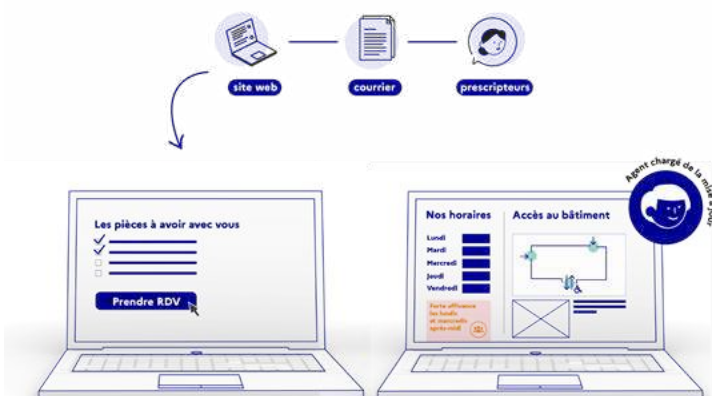 site web
courrier
prescripteurs
Agent chargé de la mise à jour
Les pièces à avoir avec vous
Prendre RDV
Nos horaires
Lundi
Mardi
Mercredi
Jeudi
Vendredi
Forte affluence
les lundis
et mercredis
après-midi
Accès au bâtiment